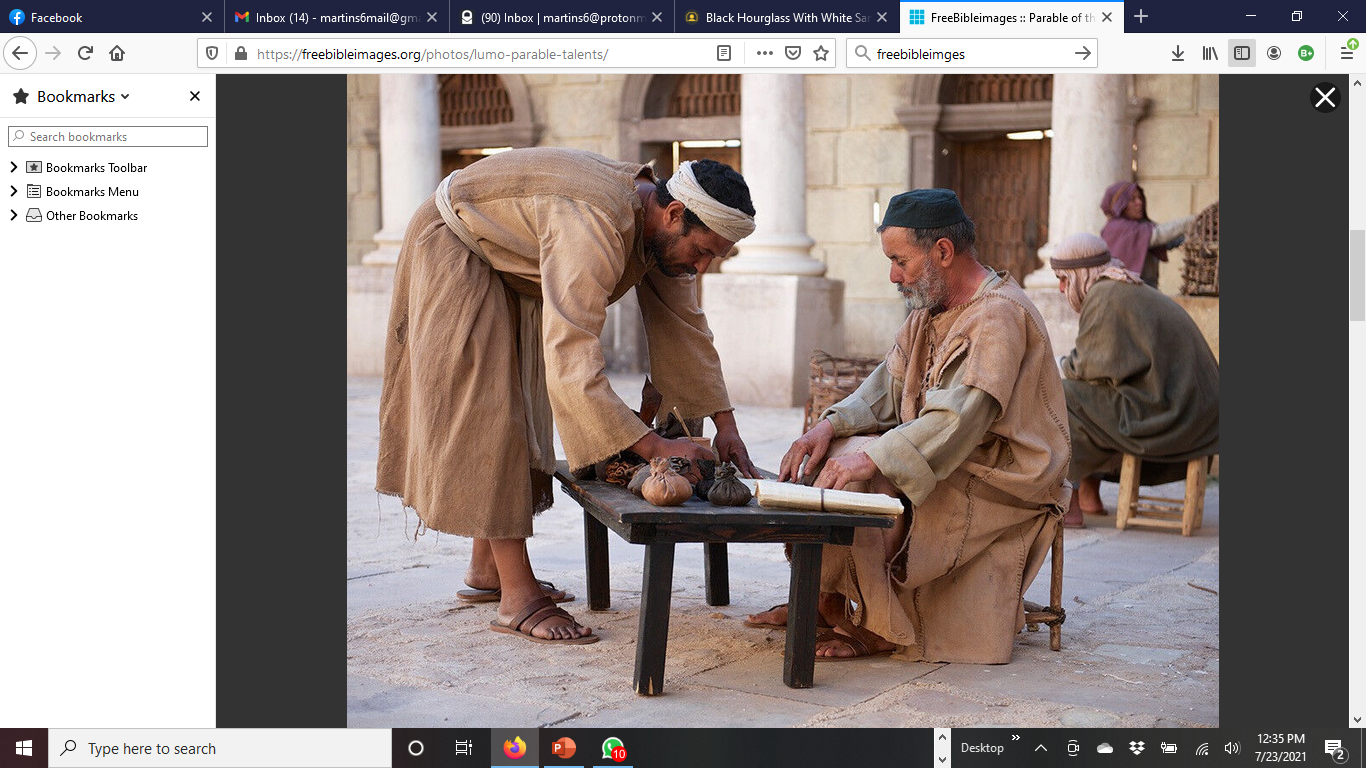 Facebook
Inbox (14) - martins6mail@gm
(90) Inbox | martins6@protonm
Black Hourglass With White Sa
FreeBibleimages :: Parable of th
https://freebibleimages.org/photos/lumo-parable-talents/
freebibleimges
B+
Bookmarks
Search bookmarks
Bookmarks Toolbar
Bookmarks Menu
Other Bookmarks
Type here to search
P
10
Desktop
12:35 PM
7/23/2021
2